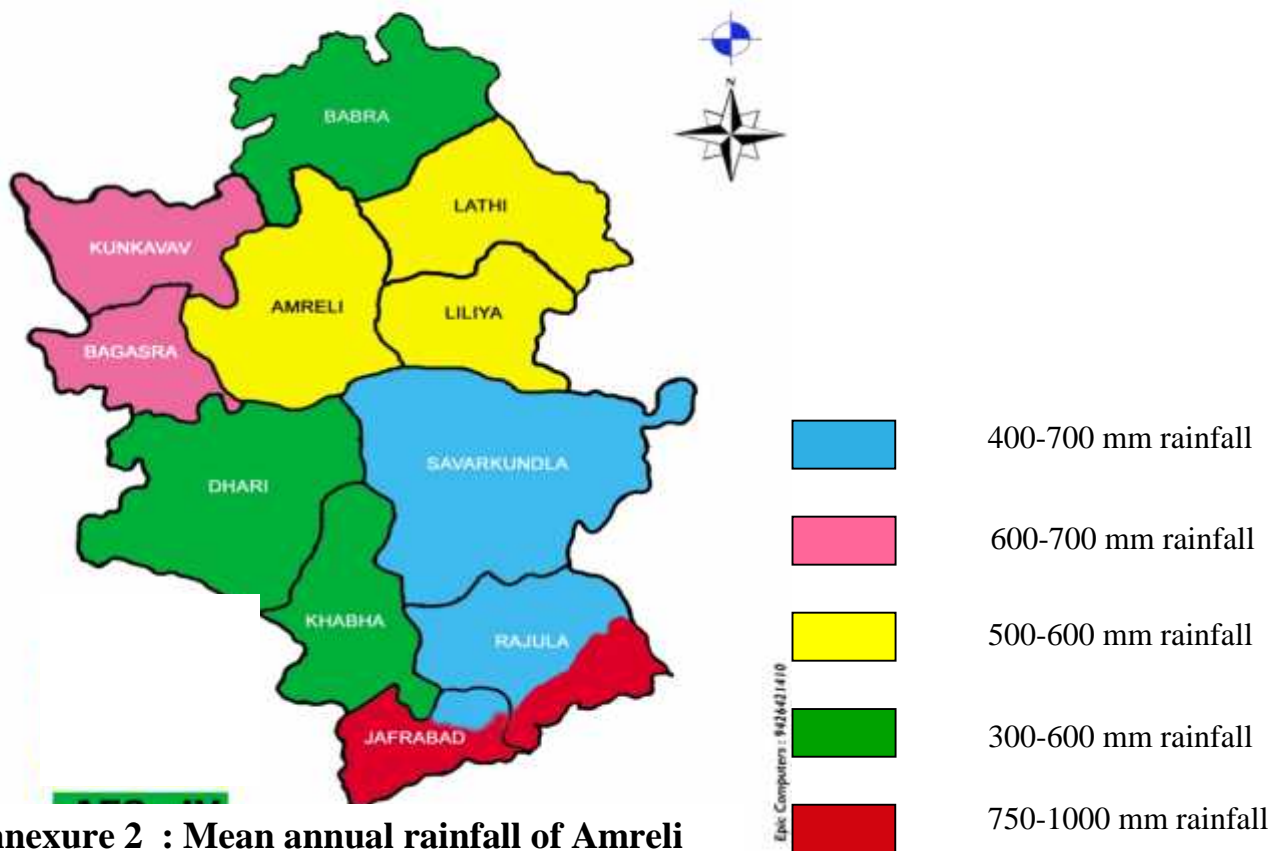 N
BABRA
LATHI
KUNKAVAV
AMRELI
LILIYA
BAGASRA
SAVARKUNDLA
DHARI
KHABHA
RAJULA
JAFRABAD
400-700 mm rainfall
600-700 mm rainfall
500-600 mm rainfall
300-600 mm rainfall
750-1000 mm rainfall
Epic Computers : 9426421410
nnexure 2 : Mean annual rainfall of Amreli